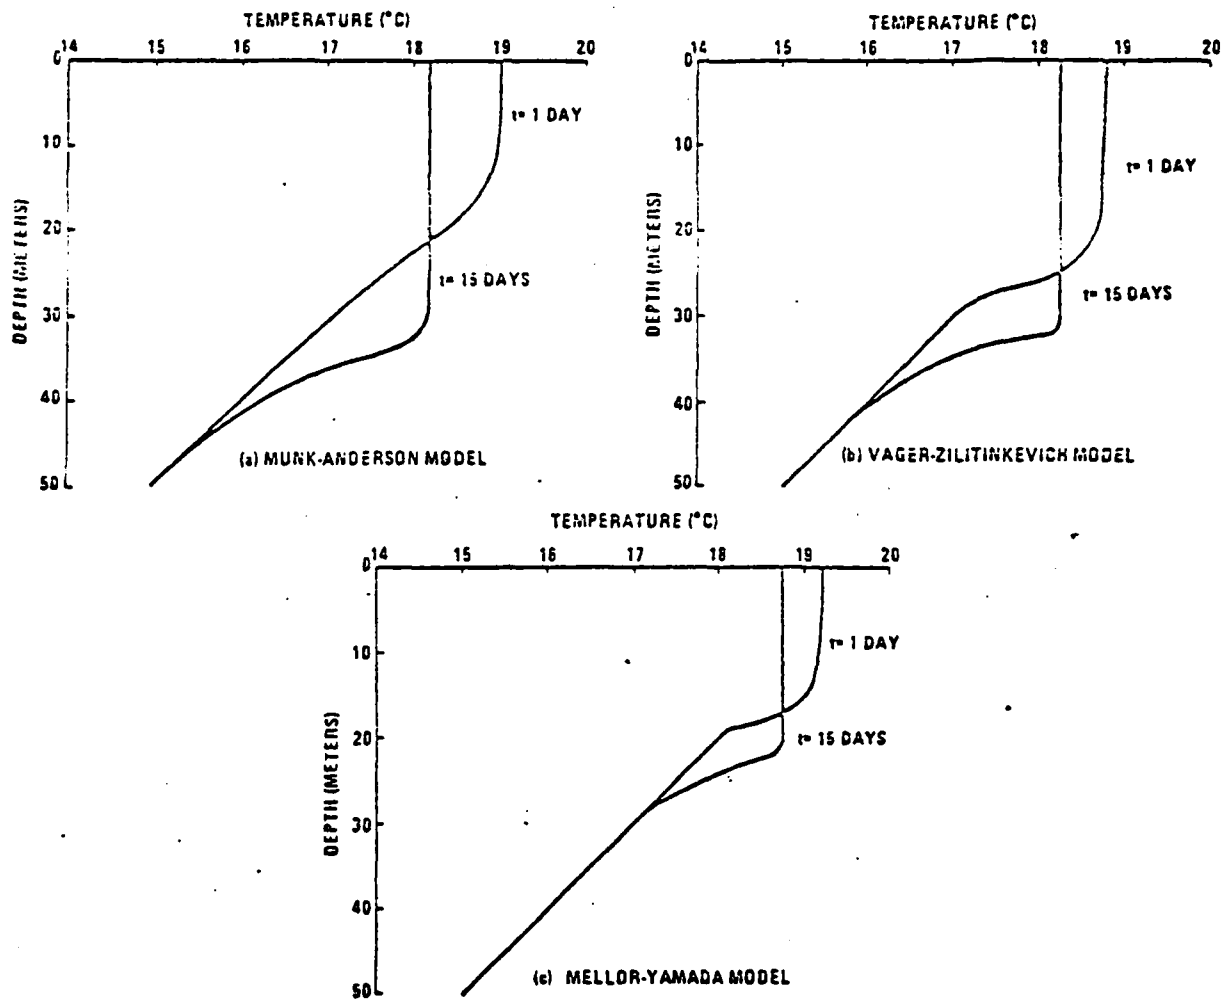 TEMPERATURE (°C)
14 15 16 17 18 19 20
0
10
20
30
40
50
DEPTH (METERS)
t= 1 DAY
t= 15 DAYS
(a) MUNK-ANDERSON MODEL
TEMPERATURE (°C)
14 15 16 17 18 19 20
0
10
20
30
40
50
DEPTH (METERS)
t= 1 DAY
t= 15 DAYS
(b) VAGER-ZILITINKEVICH MODEL
TEMPERATURE (°C)
14 15 16 17 18 19 20
0
10
20
30
40
50
DEPTH (METERS)
t= 1 DAY
t= 15 DAYS
(c) MELLOR-YAMADA MODEL